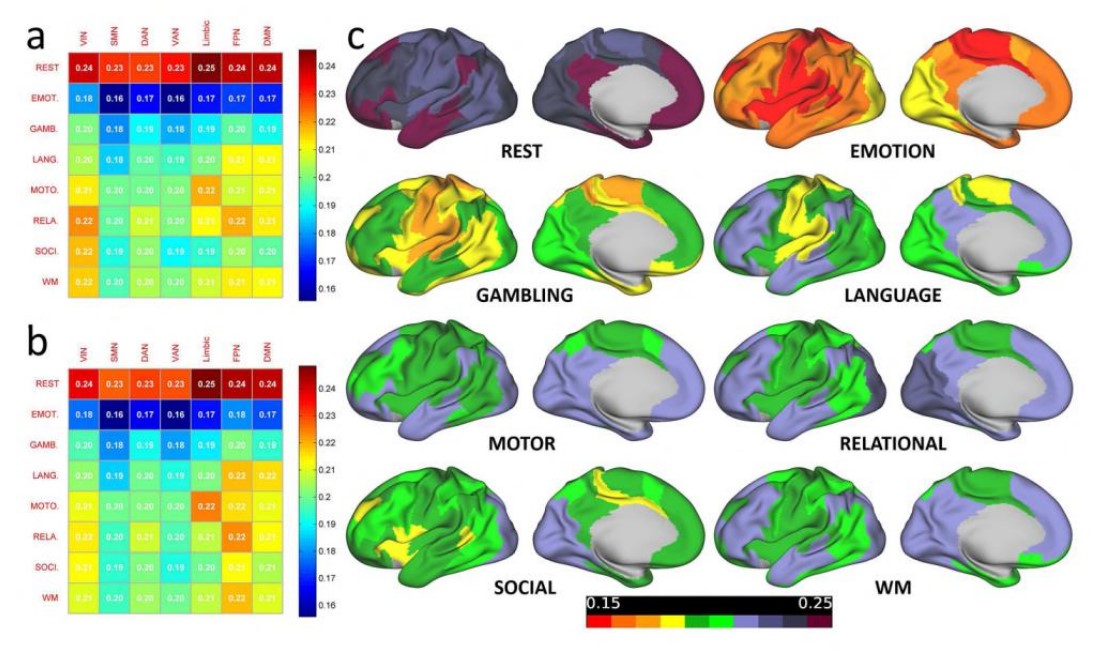 a
VIN SMN DAN VAN Limbic FPN DMN
REST 0.24 0.23 0.23 0.23 0.25 0.24 0.24 0.24
EMOT. 0.18 0.16 0.17 0.16 0.17 0.17 0.17 0.23
GAMB. 0.20 0.18 0.19 0.18 0.19 0.20 0.19 0.22
LANG. 0.20 0.18 0.20 0.19 0.20 0.21 0.21 0.21
MOTO. 0.21 0.20 0.20 0.20 0.22 0.21 0.21 0.2
RELA. 0.22 0.20 0.21 0.20 0.21 0.22 0.21 0.19
SOCI. 0.22 0.19 0.20 0.19 0.19 0.20 0.20 0.18
WM 0.22 0.20 0.20 0.20 0.21 0.21 0.21 0.17
0.16
b
VIN SMN DAN VAN Limbic FPN DMN
REST 0.24 0.23 0.23 0.23 0.25 0.24 0.24 0.24
EMOT. 0.18 0.16 0.17 0.16 0.17 0.18 0.17 0.23
GAMB. 0.20 0.18 0.19 0.18 0.19 0.20 0.19 0.22
LANG. 0.20 0.19 0.20 0.19 0.20 0.22 0.22 0.21
MOTO. 0.21 0.20 0.20 0.20 0.22 0.22 0.21 0.2
RELA. 0.20 0.21 0.20 0.21 0.22 0.21 0.19
SOCI. 0.21 0.19 0.20 0.19 0.20 0.21 0.21 0.18
WM 0.21 0.20 0.20 0.20 0.21 0.21 0.17
0.16
c
REST EMOTION
GAMBLING LANGUAGE
MOTOR RELATIONAL
SOCIAL WM
0.15 0.25